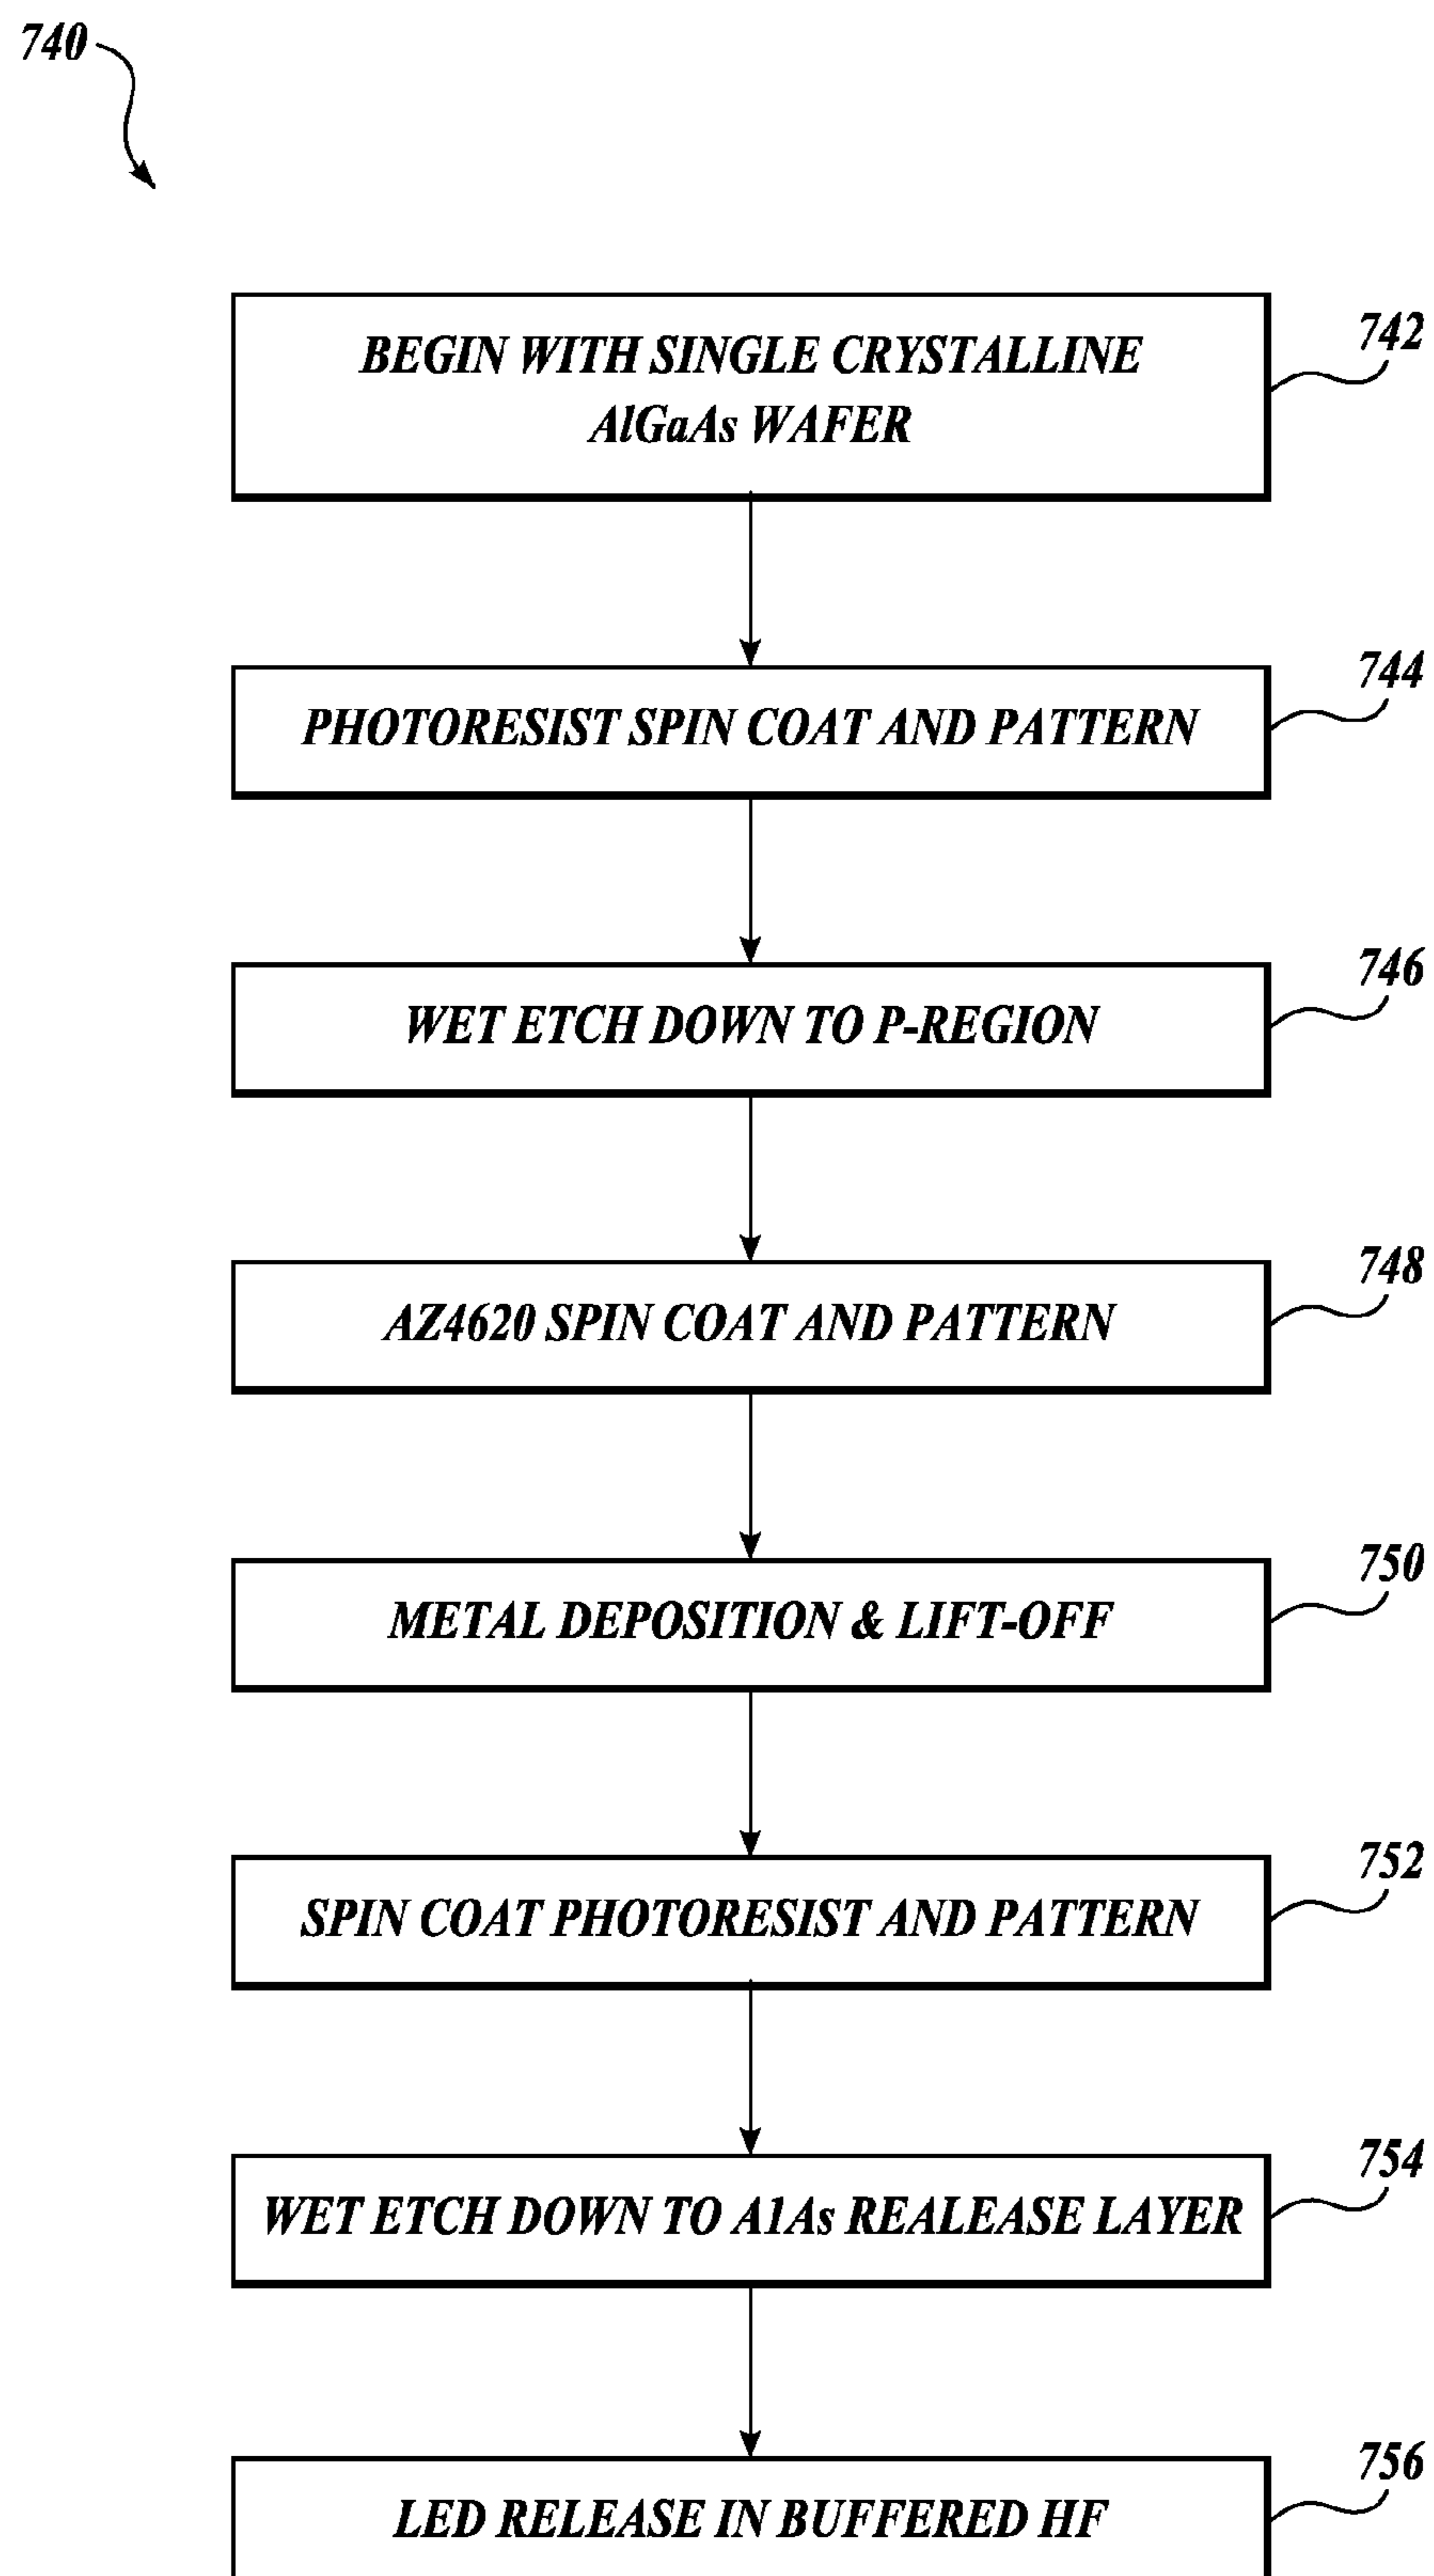 740
BEGIN WITH SINGLE CRYSTALLINE
AlGaAs WAFER
742
PHOTORESIST SPIN COAT AND PATTERN
744
WET ETCH DOWN TO P-REGION
746
AZ4620 SPIN COAT AND PATTERN
748
METAL DEPOSITION & LIFT-OFF
750
SPIN COAT PHOTORESIST AND PATTERN
752
WET ETCH DOWN TO A1As REALEASE LAYER
754
LED RELEASE IN BUFFERED HF
756